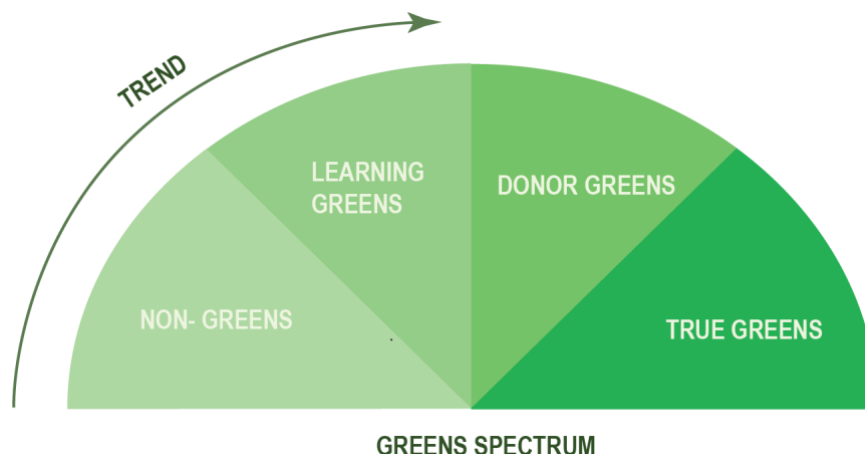 TREND
LEARNING
GREENS
DONOR GREENS
NON- GREENS
TRUE GREENS
GREENS SPECTRUM